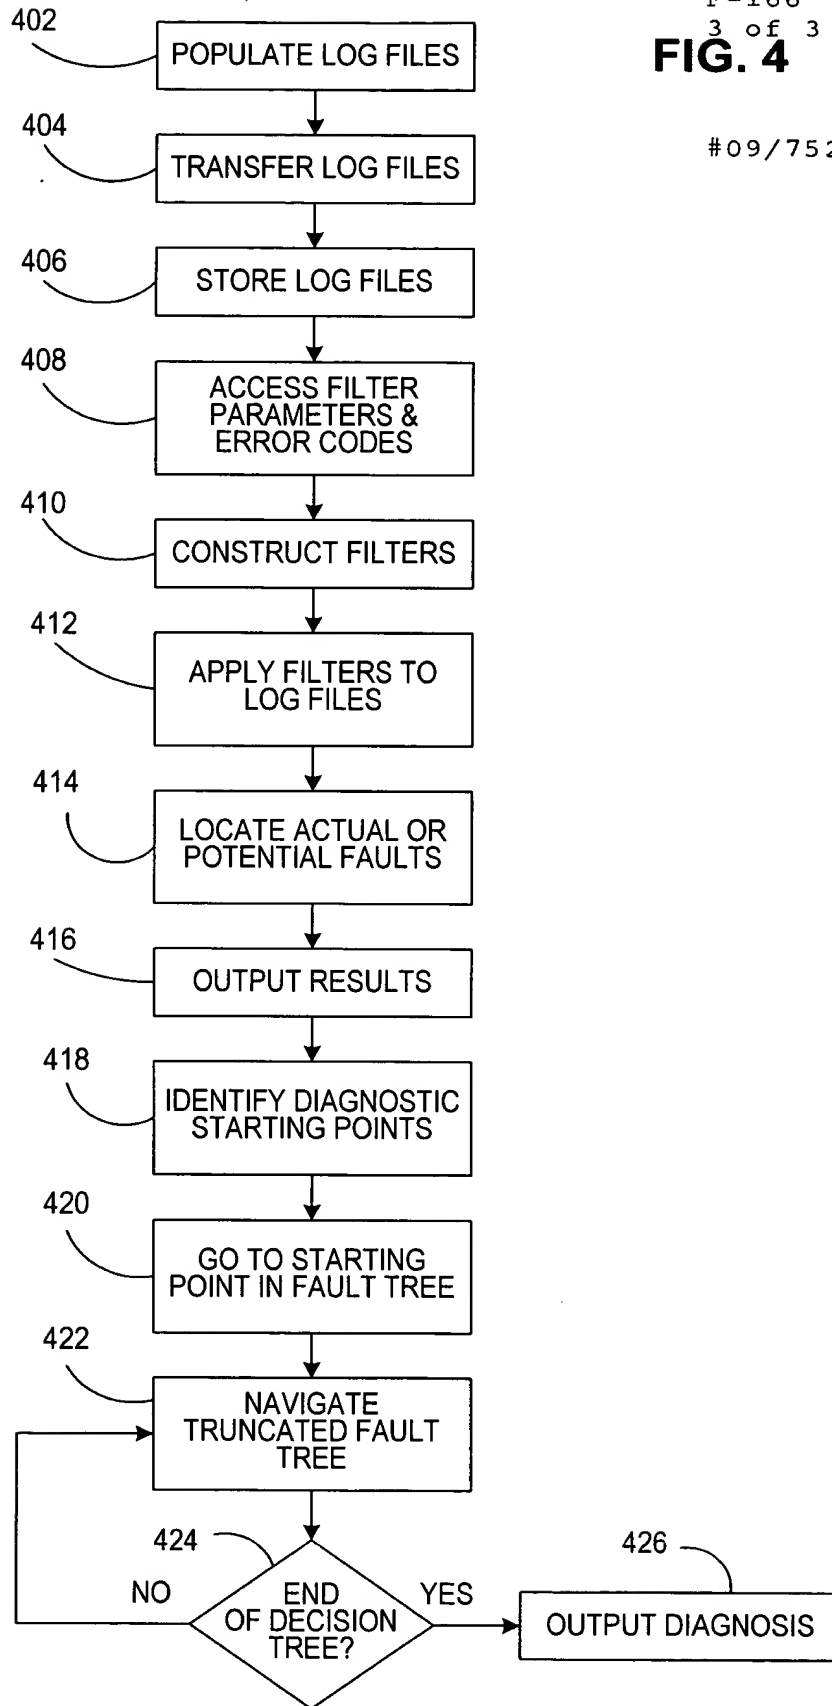 402
POPULATE LOG FILES
3 of 3
FIG. 4
404
TRANSFER LOG FILES
#09/752
406
STORE LOG FILES
408
ACCESS FILTER
PARAMETERS &
ERROR CODES
410
CONSTRUCT FILTERS
412
APPLY FILTERS TO
LOG FILES
414
LOCATE ACTUAL OR
POTENTIAL FAULTS
416
OUTPUT RESULTS
418
IDENTIFY DIAGNOSTIC
STARTING POINTS
420
GO TO STARTING
POINT IN FAULT TREE
422
NAVIGATE
TRUNCATED FAULT
TREE
424
NO
END
OF DECISION
TREE?
YES
426
OUTPUT DIAGNOSIS